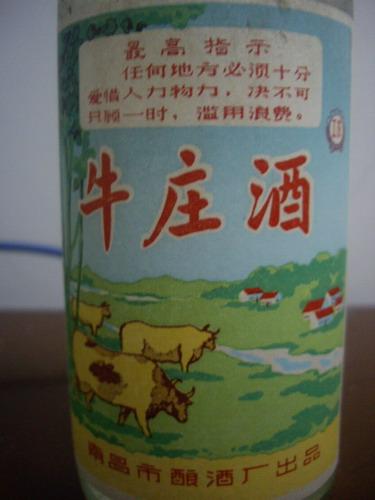 最高指示
任何地方必须十分
爱惜人力物力，决不可
只顾一时，滥用浪费。
牛庄酒
南昌市酿酒厂出品